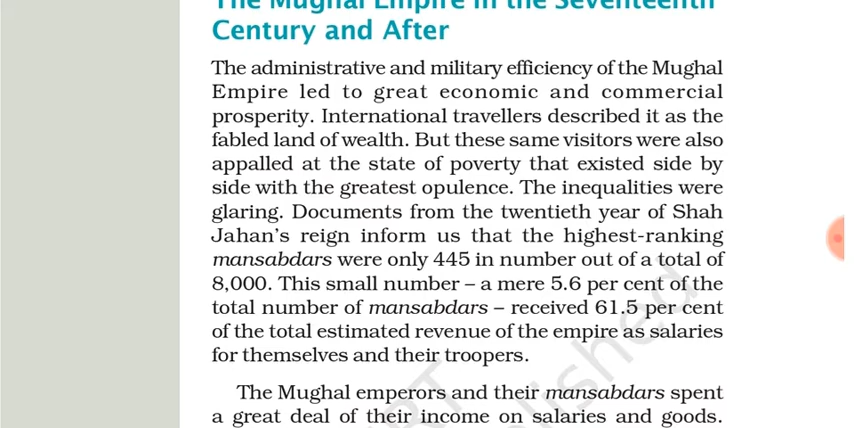 The Mughal Empire in the Seventeenth
Century and After
The administrative and military efficiency of the Mughal
Empire led to great economic and commercial
prosperity. International travellers described it as the
fabled land of wealth. But these same visitors were also
appalled at the state of poverty that existed side by
side with the greatest opulence. The inequalities were
glaring. Documents from the twentieth year of Shah
Jahan’s reign inform us that the highest-ranking
mansabdars were only 445 in number out of a total of
8,000. This small number – a mere 5.6 per cent of the
total number of mansabdars – received 61.5 per cent
of the total estimated revenue of the empire as salaries
for themselves and their troopers.
The Mughal emperors and their mansabdars spent
a great deal of their income on salaries and goods.